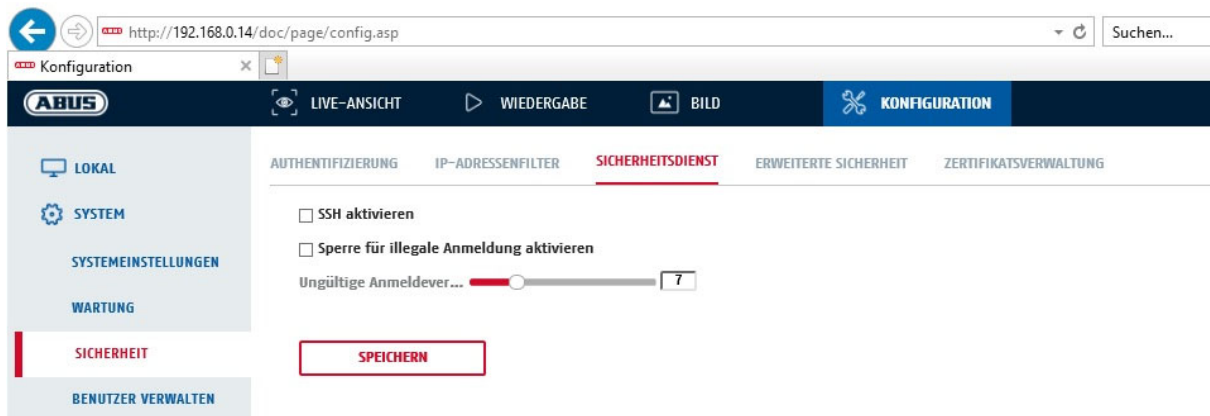 http://192.168.0.14/doc/page/config.asp
Suchen...
Konfiguration
ABUS
LIVE-ANSICHT
WIEDERGABE
BILD
KONFIGURATION
LOKAL
SYSTEM
SYSTEMEINSTELLUNGEN
WARTUNG
SICHERHEIT
BENUTZER VERWALTEN
AUTHENTIFIZIERUNG
IP-ADRESSENFILTER
SICHERHEITSDIENST
ERWEITERTE SICHERHEIT
ZERTIFIKATSVERWALTUNG
SSH aktivieren
Sperre für illegale Anmeldung aktivieren
Ungültige Anmeldever... 7
SPEICHERN